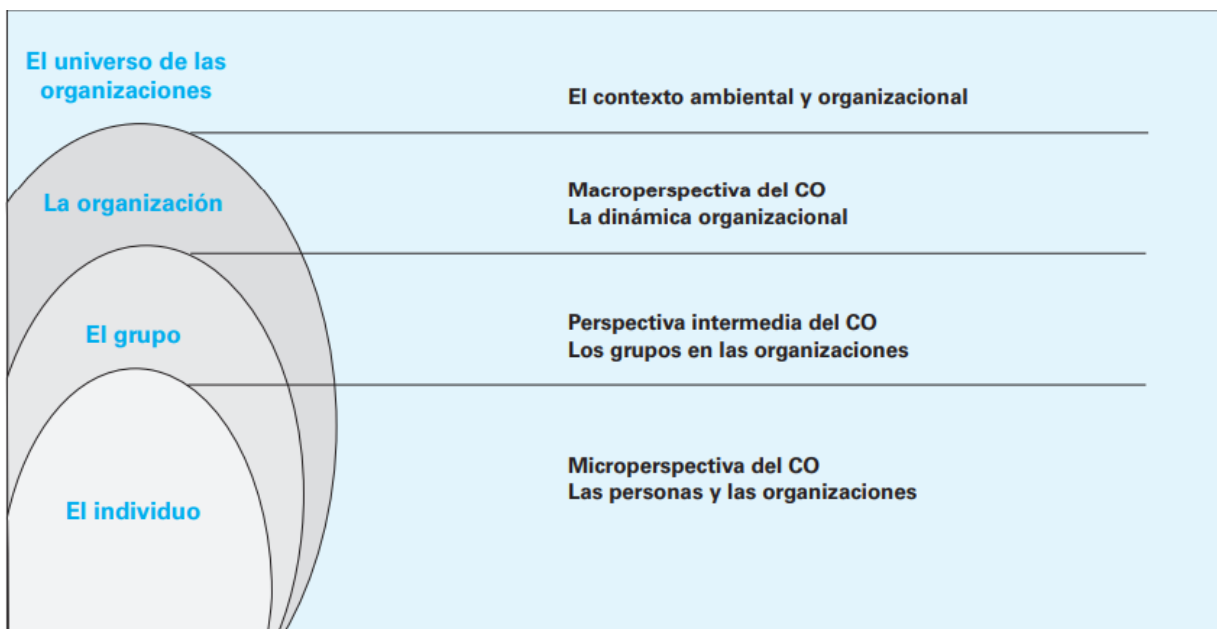 El universo de las
organizaciones
El contexto ambiental y organizacional
La organización
Macroperspectiva del CO
La dinámica organizacional
El grupo
Perspectiva intermedia del CO
Los grupos en las organizaciones
El individuo
Microperspectiva del CO
Las personas y las organizaciones